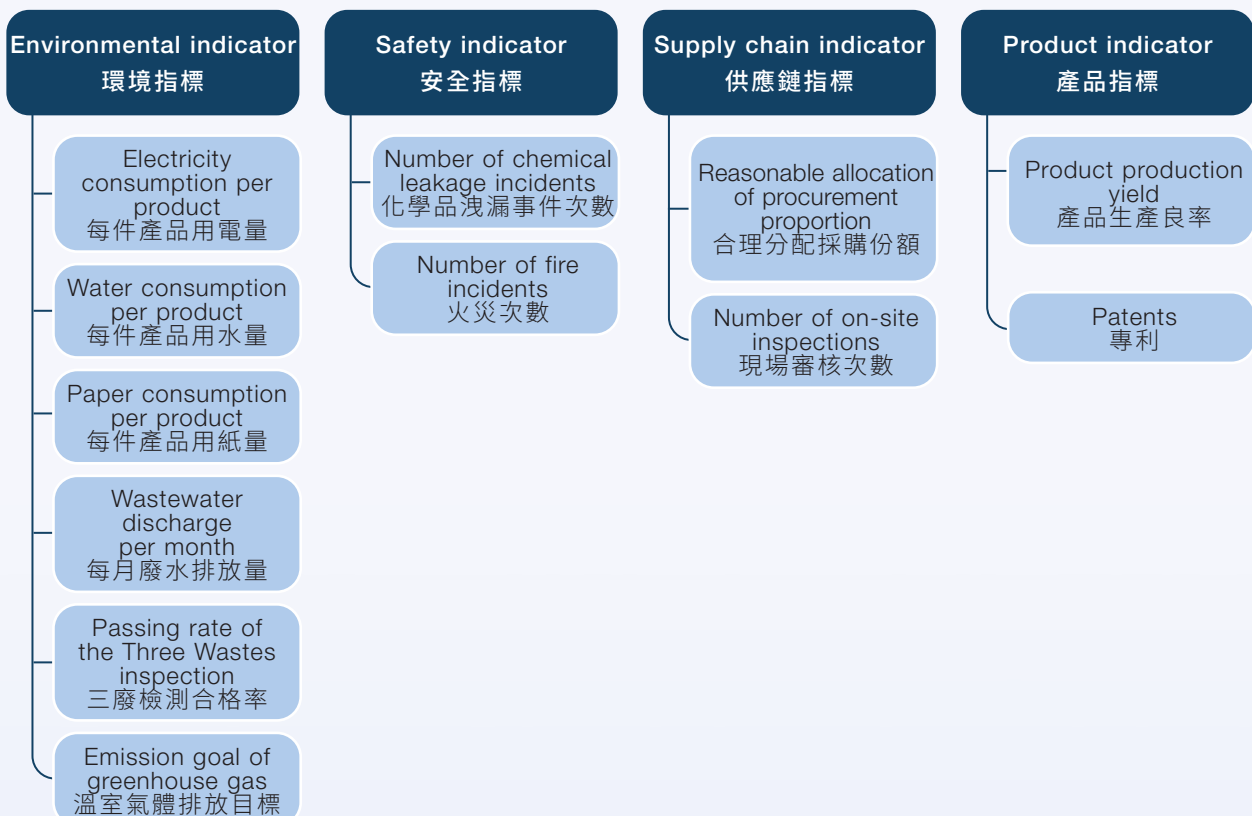 Environmental indicator
環境指標
Electricity
consumption per
product
每件產品用電量
Water consumption
per product
每件產品用水量
Paper consumption
per product
每件產品用紙量
Wastewater
discharge
per month
每月廢水排放量
Passing rate of
the Three Wastes
inspection
三廢檢測合格率
Emission goal of
greenhouse gas
溫室氣體排放目標
Safety indicator
安全指標
Number of chemical
leakage incidents
化學品洩漏事件次數
Number of fire
incidents
火災次數
Supply chain indicator
供應鏈指標
Reasonable allocation
of procurement
proportion
合理分配採購份額
Number of on-site
inspections
現場審核次數
Product indicator
產品指標
Product production
yield
產品生產良率
Patents
專利